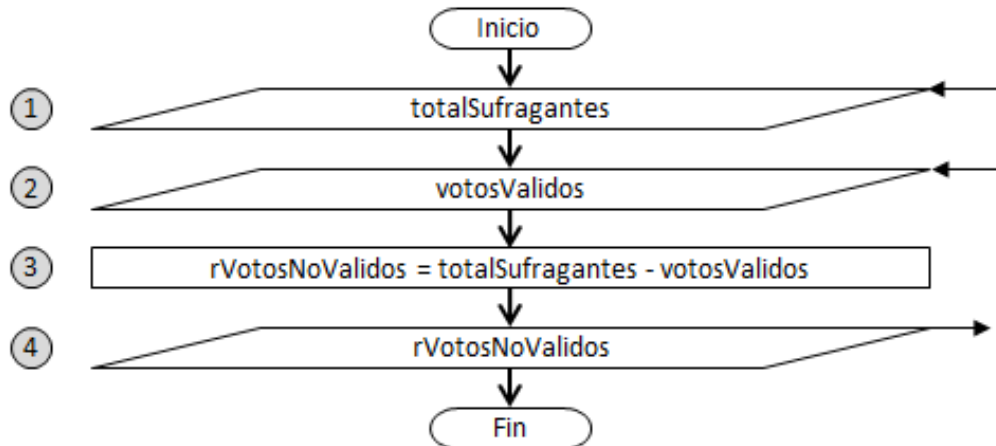 Inicio
1 totalSufragantes
2 votosValidos
3 rVotosNoValidos = totalSufragantes - votosValidos
4 rVotosNoValidos
Fin